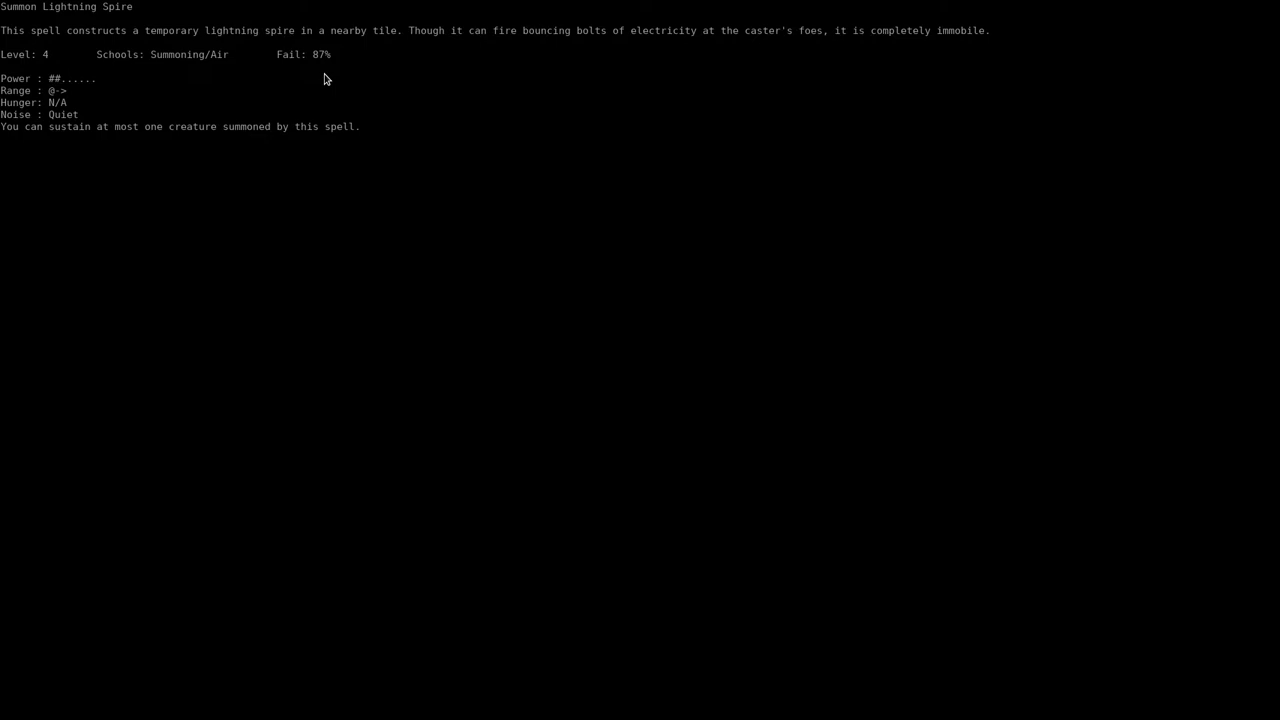 Summon Lightning Spire
This spell constructs a temporary lightning spire in a nearby tile. Though it can fire bouncing bolts of electricity at the caster's foes, it is completely immobile.
Level: 4        Schools: Summoning/Air        Fail: 87%
Power : ##......
Range : @->
Hunger: N/A
Noise : Quiet
You can sustain at most one creature summoned by this spell.